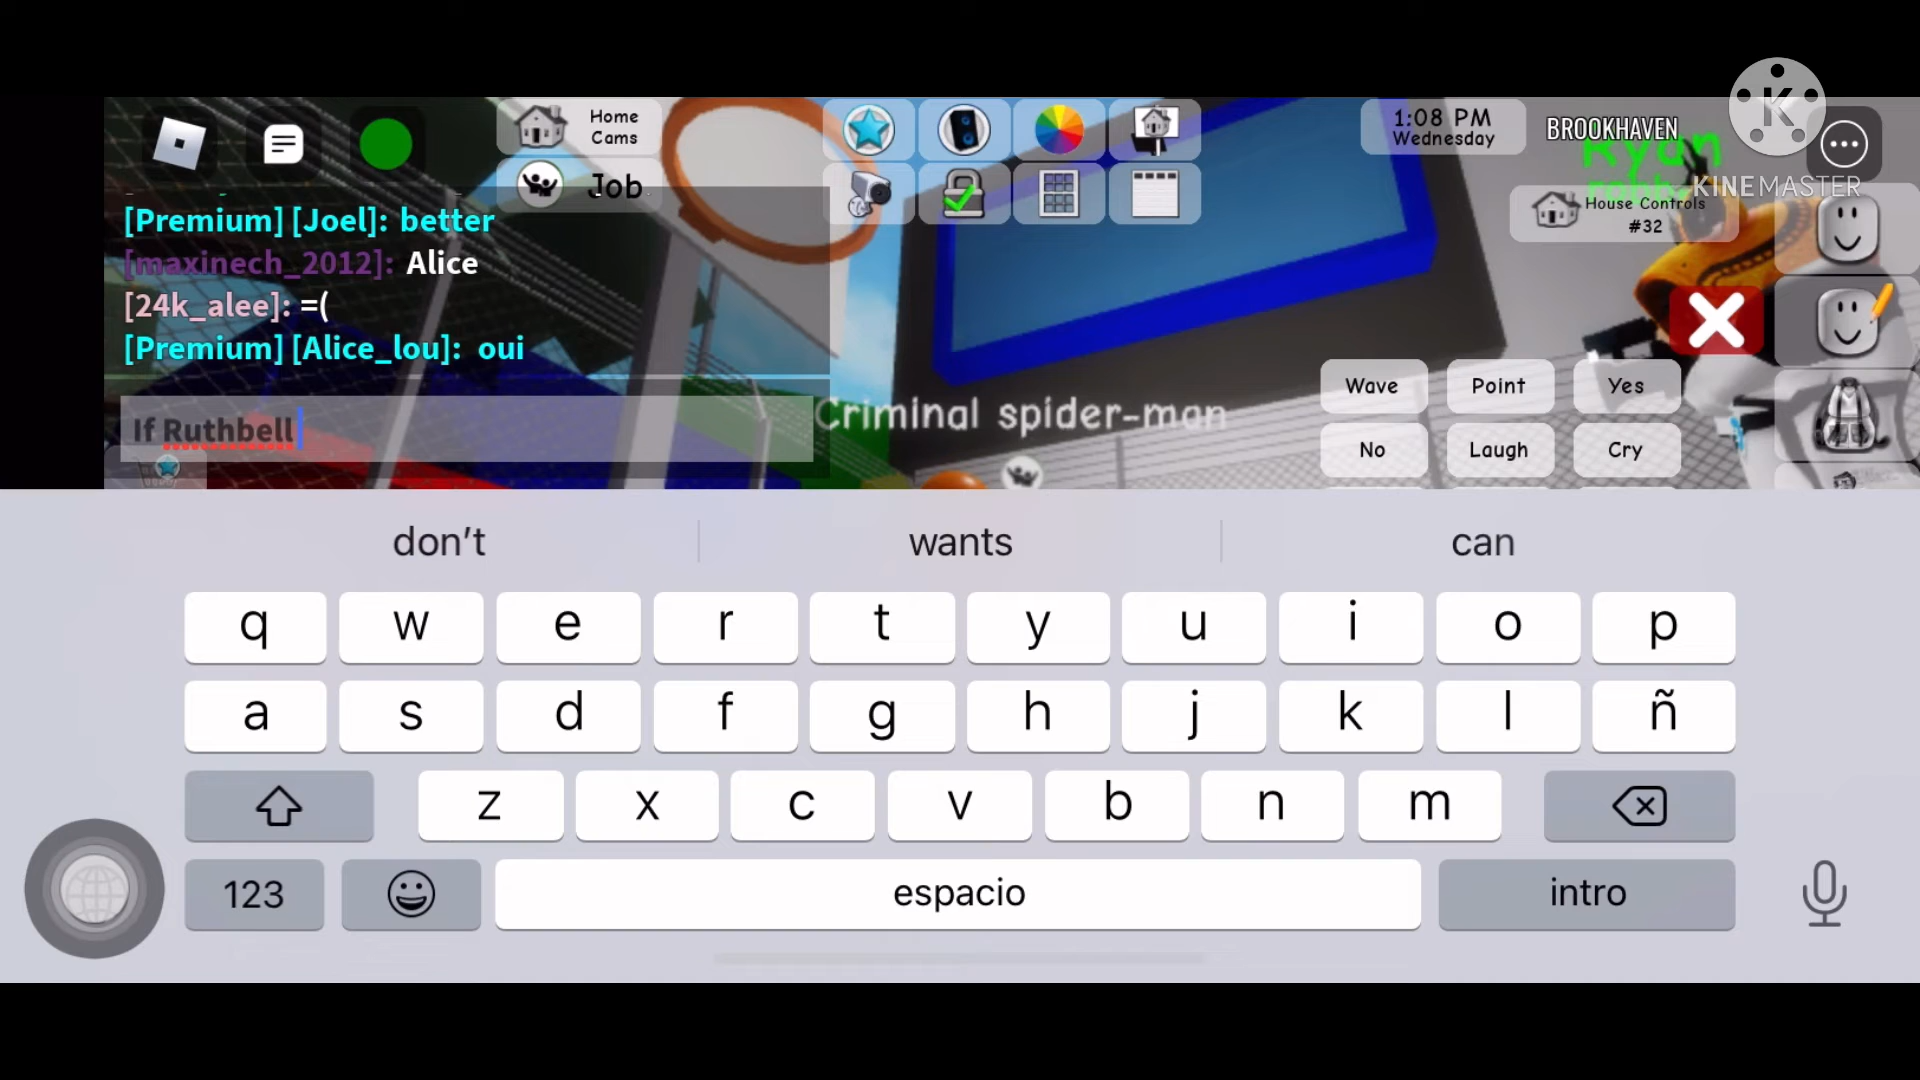 Home
Cams
Job
1:08 PM
Wednesday
BROOKHAVEN
Ryan
KINEMASTER
House Controls
#32
[Premium] [Joel]: better
[maxinech_2012]: Alice
[24k_alee]: =(
[Premium] [Alice_lou]: oui
If Ruthbell
Criminal spider-man
Wave
Point
Yes
No
Laugh
Cry
don't
wants
can
q w e r t y u i o p
a s d f g h j k l ñ
z x c v b n m
123
espacio
intro